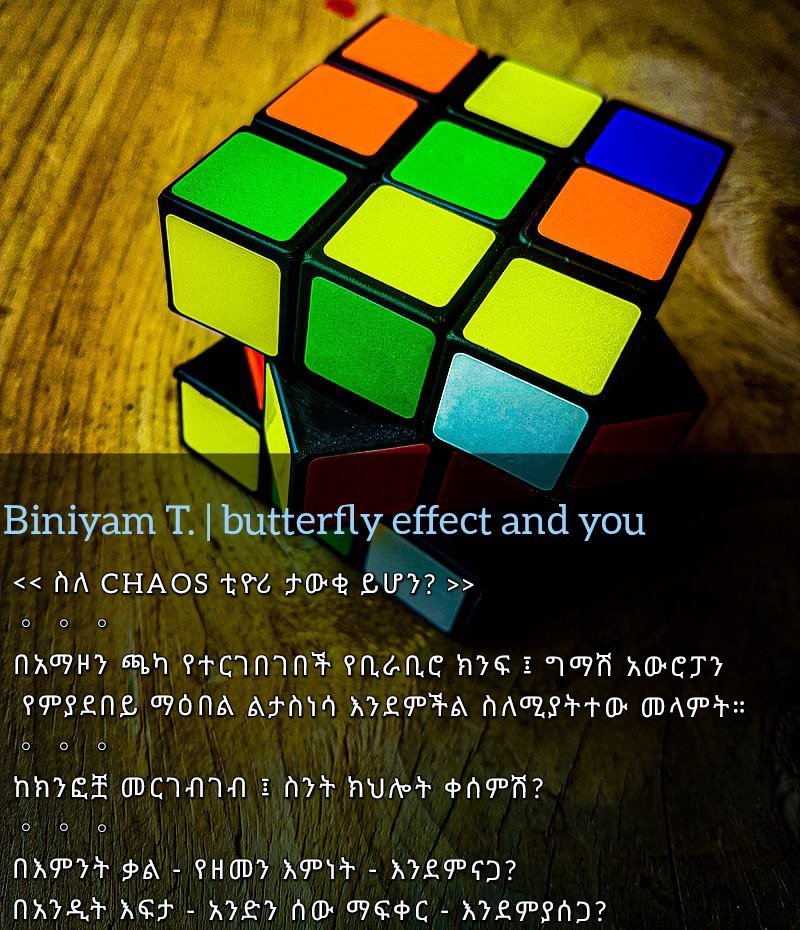 Biniyam T. | butterfly effect and you
<< ስለ CHAOS ቲዮሪ ታውቂ ይሆን? >>
◦ ◦ ◦
በአማዞን ጫካ የተርገበገበች የቢራቢሮ ክንፍ ፤ ግማሽ አውሮፓን
የምያደበይ ማዕበል ልታስነሳ እንደምችል ስለሚያትተው መላምት።
◦ ◦ ◦
ከክንፎቿ መርገብገብ ፤ ስንት ክህሎት ቀሰምሽ?
◦ ◦ ◦
በእምንት ቃል - የዘመን እምነት - እንደምናጋ?
በአንዲት እፍታ - አንድን ሰው ማፍቀር - እንደምያሰጋ?